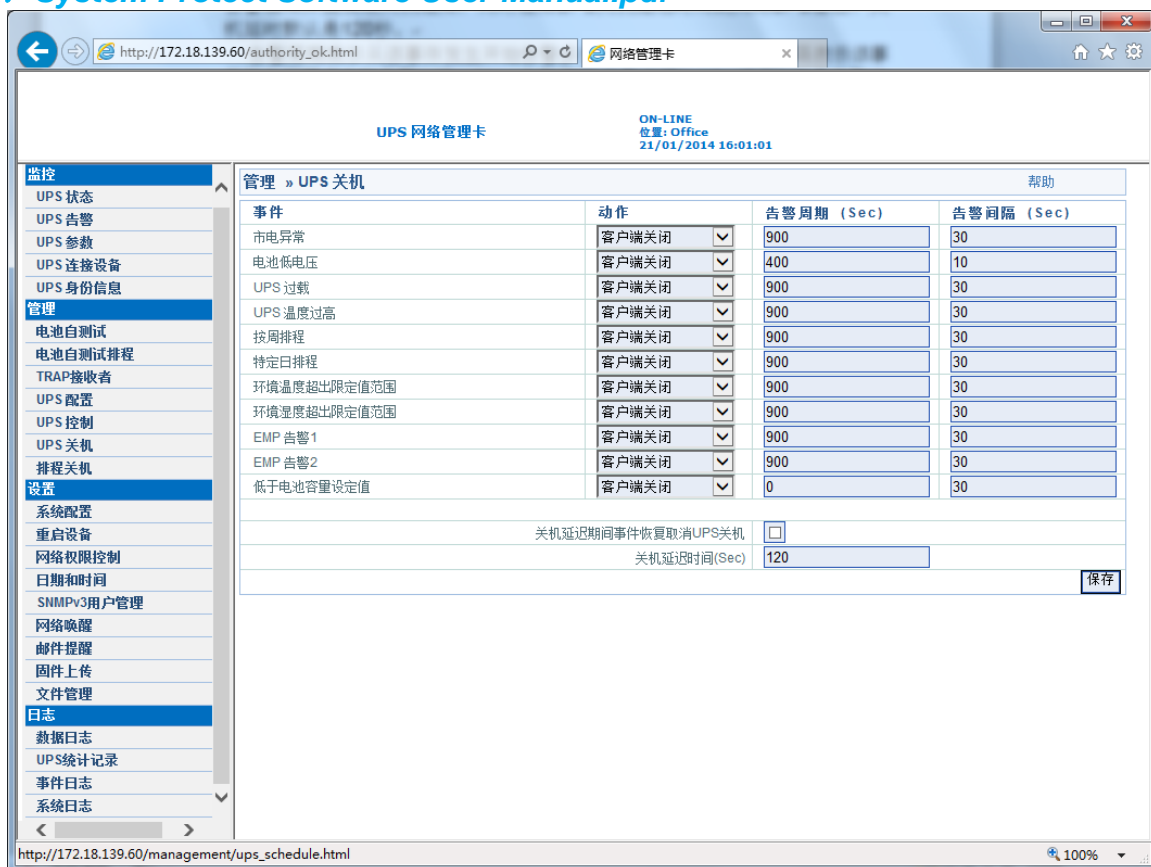 System Protect Software User Manual.pdf
http://172.18.139.60/authority_ok.html
网络管理卡
UPS 网络管理卡
ON-LINE
位置: Office
21/01/2014 16:01:01
监控
UPS 状态
UPS 告警
UPS 参数
UPS 连接设备
UPS 身份信息
管理
电池自测试
电池自测试排程
TRAP接收者
UPS 配置
UPS 控制
UPS 关机
排程关机
设置
系统配置
重启设备
网络权限控制
日期和时间
SNMPv3用户管理
网络唤醒
邮件提醒
固件上传
文件管理
日志
数据日志
UPS统计记录
事件日志
系统日志
管理 » UPS 关机 帮助
事件 动作 告警周期 (Sec) 告警间隔 (Sec)
市电异常 客户端关闭 900 30
电池低电压 客户端关闭 400 10
UPS 过载 客户端关闭 900 30
UPS 温度过高 客户端关闭 900 30
按周排程 客户端关闭 900 30
特定日排程 客户端关闭 900 30
环境温度超出限定值范围 客户端关闭 900 30
环境湿度超出限定值范围 客户端关闭 900 30
EMP 告警1 客户端关闭 900 30
EMP 告警2 客户端关闭 900 30
低于电池容量设定值 客户端关闭 0 30
关机延迟期间事件恢复取消UPS关机
关机延迟时间(Sec) 120
保存
http://172.18.139.60/management/ups_schedule.html
100%